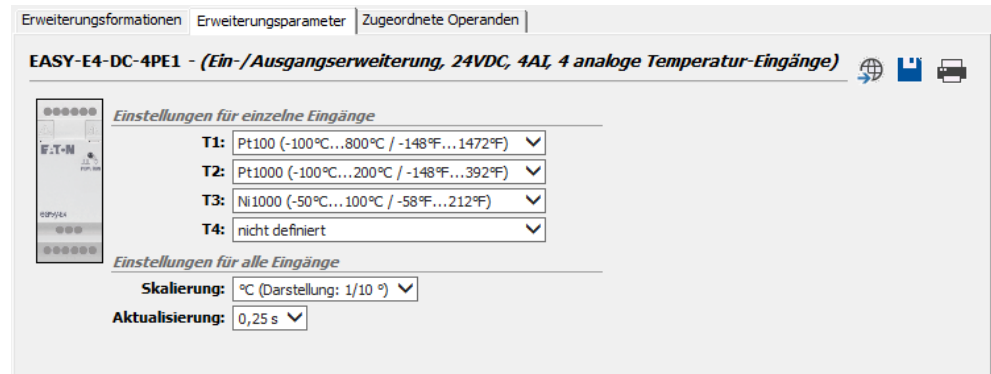 Erweiterungsformationen Erweiterungsparameter Zugeordnete Operanden
EASY-E4-DC-4PE1 - (Ein-/Ausgangserweiterung, 24VDC, 4AI, 4 analoge Temperatur-Eingänge)
Einstellungen für einzelne Eingänge
T1: Pt100 (-100°C...800°C / -148°F...1472°F)
E.T.N
T2: Pt1000 (-100°C...200°C / -148°F...392°F)
T3: Ni1000 (-50°C...100°C / -58°F...212°F)
T4: nicht definiert
Einstellungen für alle Eingänge
Skalierung: °C (Darstellung: 1/10 °)
Aktualisierung: 0,25 s